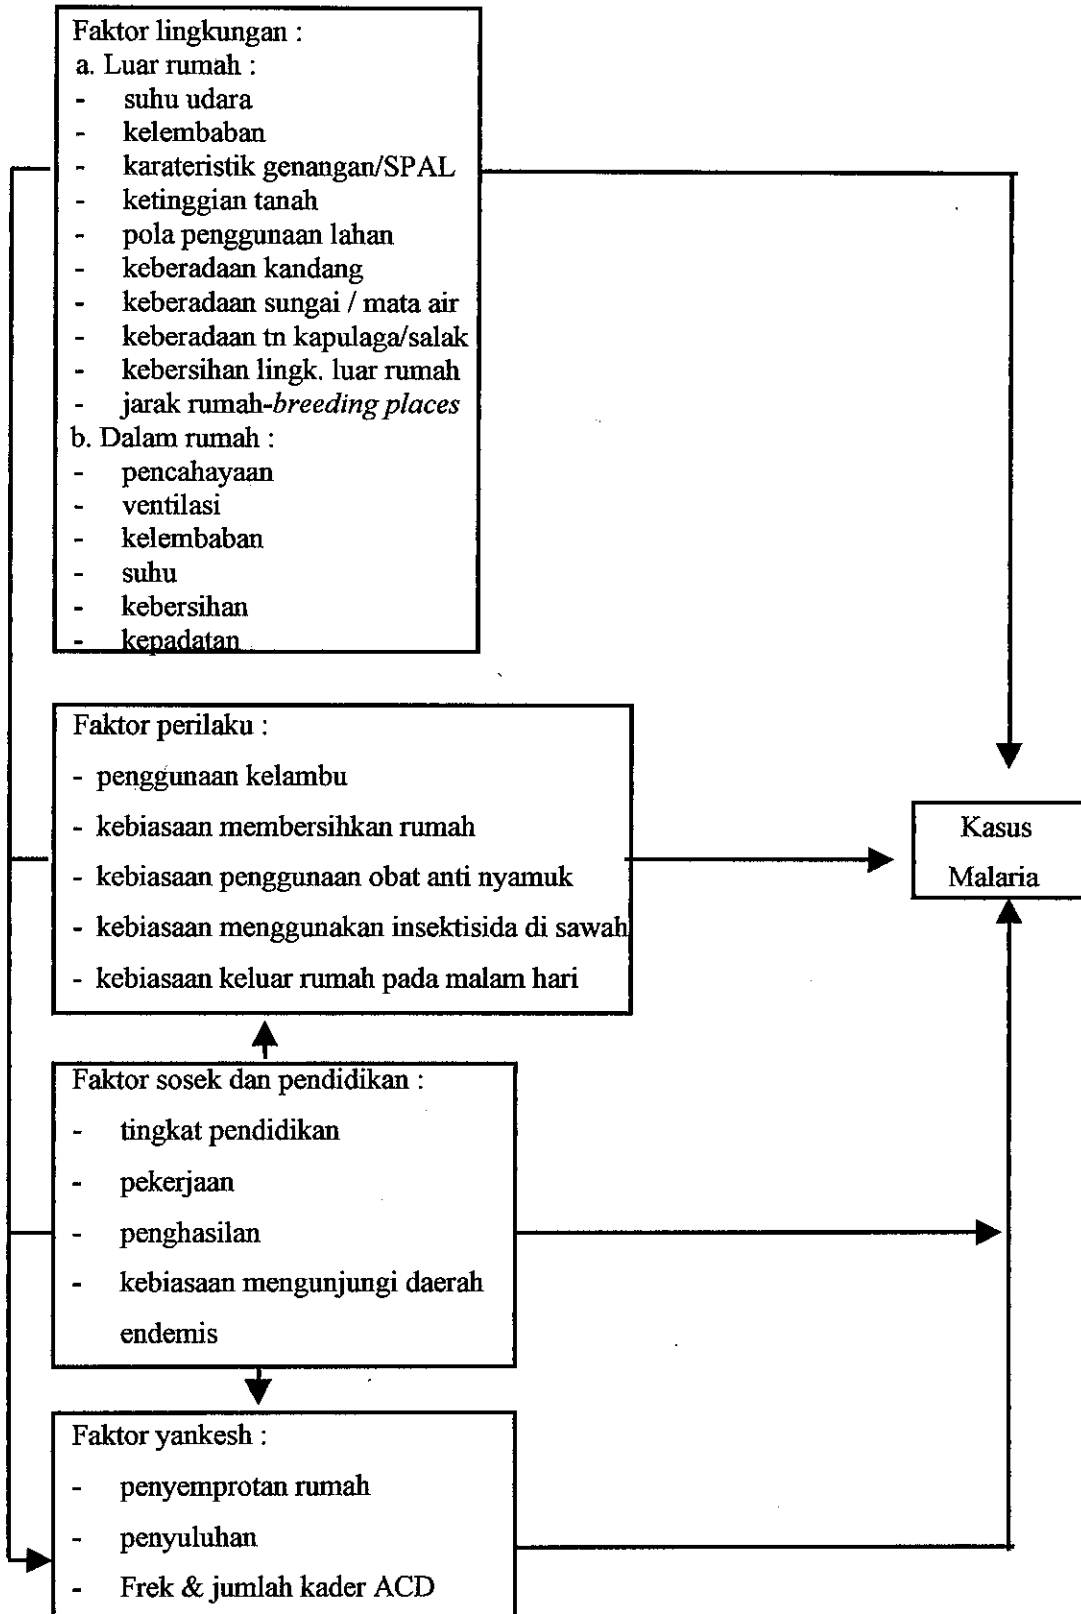 Faktor lingkungan :
a. Luar rumah :
- suhu udara
- kelembaban
- karateristik genangan/SPAL
- ketinggian tanah
- pola penggunaan lahan
- keberadaan kandang
- keberadaan sungai / mata air
- keberadaan tn kapulaga/salak
- kebersihan lingk. luar rumah
- jarak rumah-breeding places
b. Dalam rumah :
- pencahayaan
- ventilasi
- kelembaban
- suhu
- kebersihan
- kepadatan
Faktor perilaku :
- penggunaan kelambu
- kebiasaan membersihkan rumah
- kebiasaan penggunaan obat anti nyamuk
- kebiasaan menggunakan insektisida di sawah
- kebiasaan keluar rumah pada malam hari
Kasus
Malaria
Faktor sosek dan pendidikan :
- tingkat pendidikan
- pekerjaan
- penghasilan
- kebiasaan mengunjungi daerah
endemis
Faktor yankesh :
- penyemprotan rumah
- penyuluhan
- Frek & jumlah kader ACD